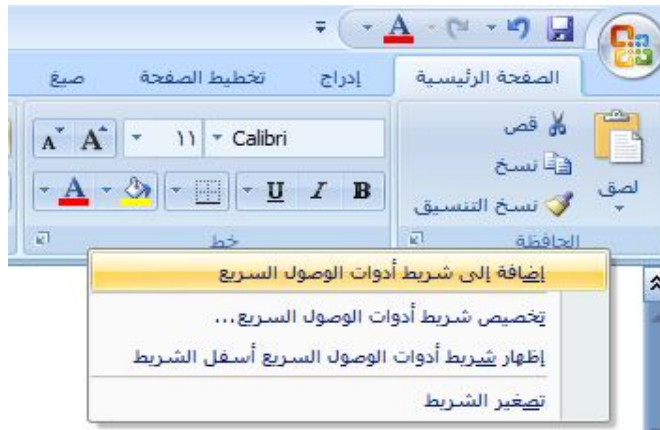 الصفحة الرئيسية إدراج تخطيط الصفحة صيغ
لصق
قص
نسخ
نسخ التنسيق
الحافظة
Calibri ١١ A A
B I U A
خط
إضافة إلى شريط أدوات الوصول السريع
تخصيص شريط أدوات الوصول السريع...
إظهار شريط أدوات الوصول السريع أسفل الشريط
تصغير الشريط